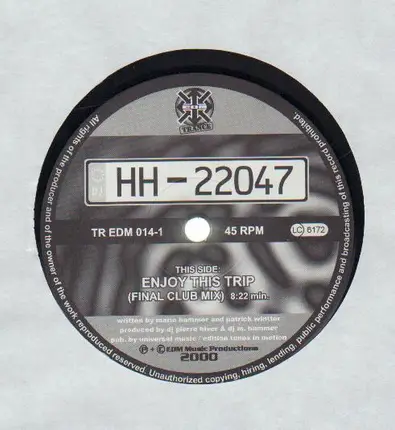 EDM
TRANCE
HH-22047
TR EDM 014-1 45 RPM LC 6172
THIS SIDE:
ENJOY THIS TRIP
(FINAL CLUB MIX) 8:22 min.
written by mario hammer and patrick
produced by dj pierre hiver & dj m. hammer
pub. by universal music / edition tunes in motion
P + C EDM Music Productions
2000
All rights of the producer and of the owner of the work reproduced reserved. Unauthorized copying, hiring, lending, public performance and broadcasting of this record prohibited.